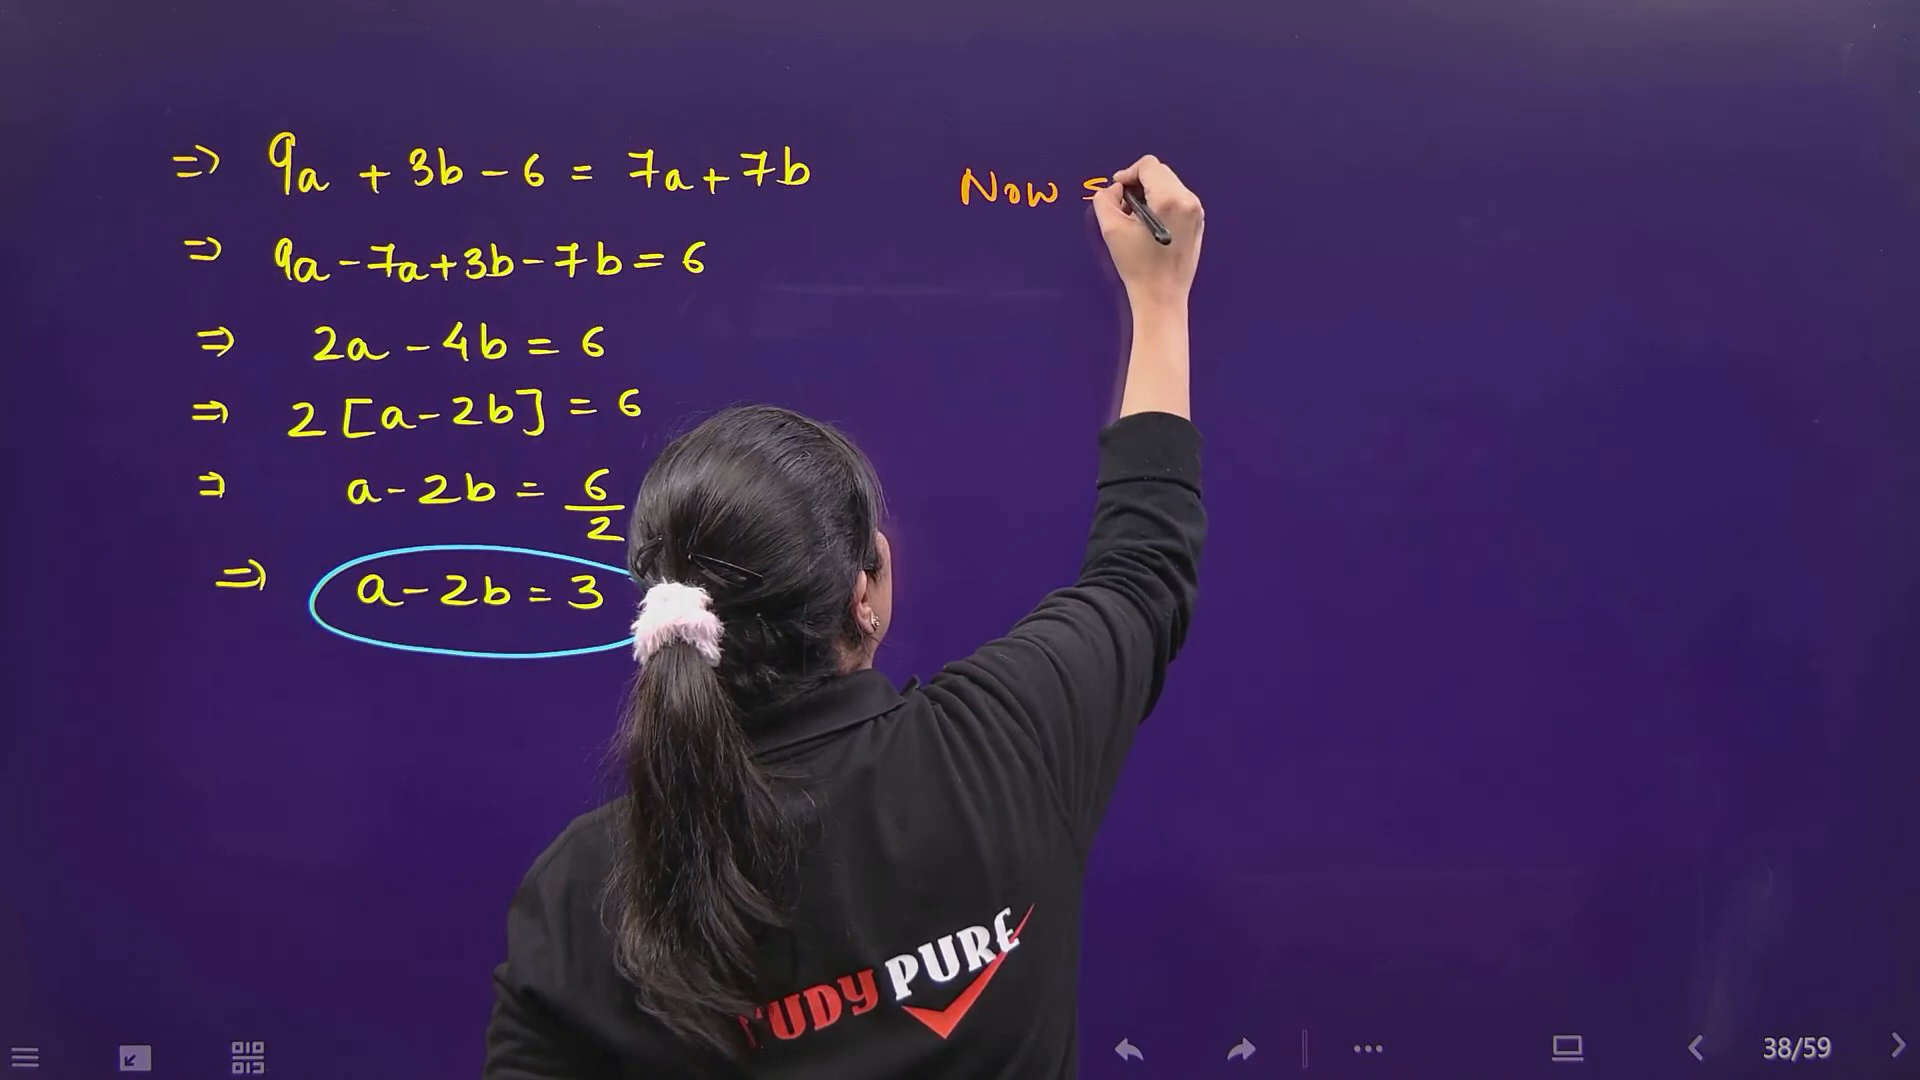 ⇒ 9a + 3b - 6 = 7a + 7b
⇒ 9a - 7a + 3b - 7b = 6
⇒ 2a - 4b = 6
⇒ 2 [a - 2b] = 6
⇒ a - 2b = 6/2
⇒ a - 2b = 3
Now
PURE
38/59